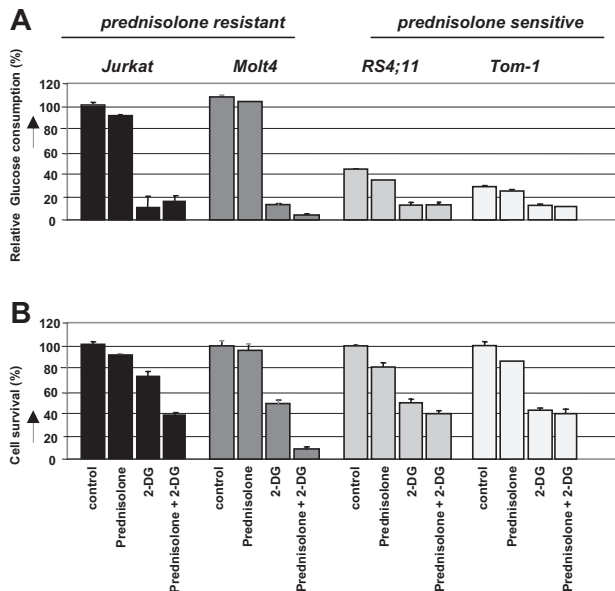 A
prednisolone resistant prednisolone sensitive
Jurkat Molt4 RS4;11 Tom-1
Relative Glucose consumption (%)
120
100
80
60
40
20
0
B
Cell survival (%)
120
100
80
60
40
20
0
control
Prednisolone
2-DG
Prednisolone + 2-DG
control
Prednisolone
2-DG
Prednisolone + 2-DG
control
Prednisolone
2-DG
Prednisolone + 2-DG
control
Prednisolone
2-DG
Prednisolone + 2-DG